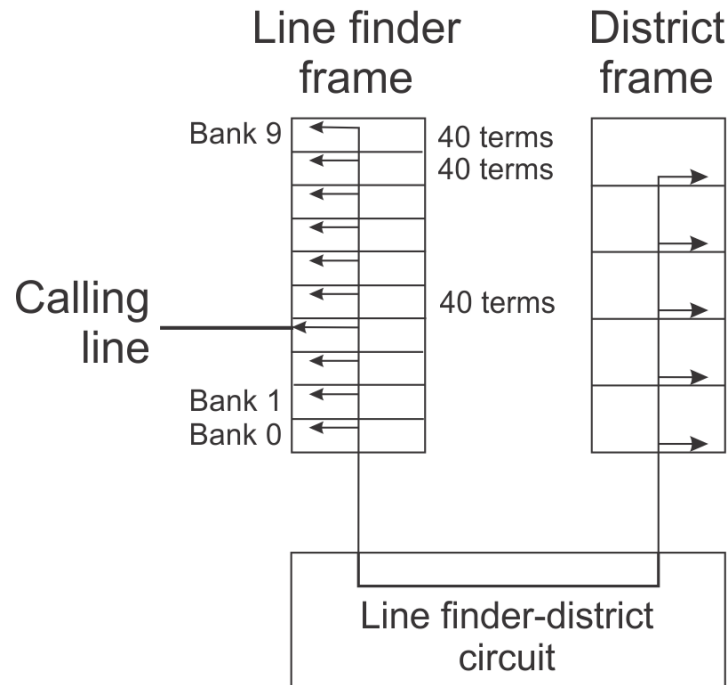 Line finder
frame
District
frame
Bank 9
40 terms
40 terms
Calling
line
40 terms
Bank 1
Bank 0
Line finder-district
circuit